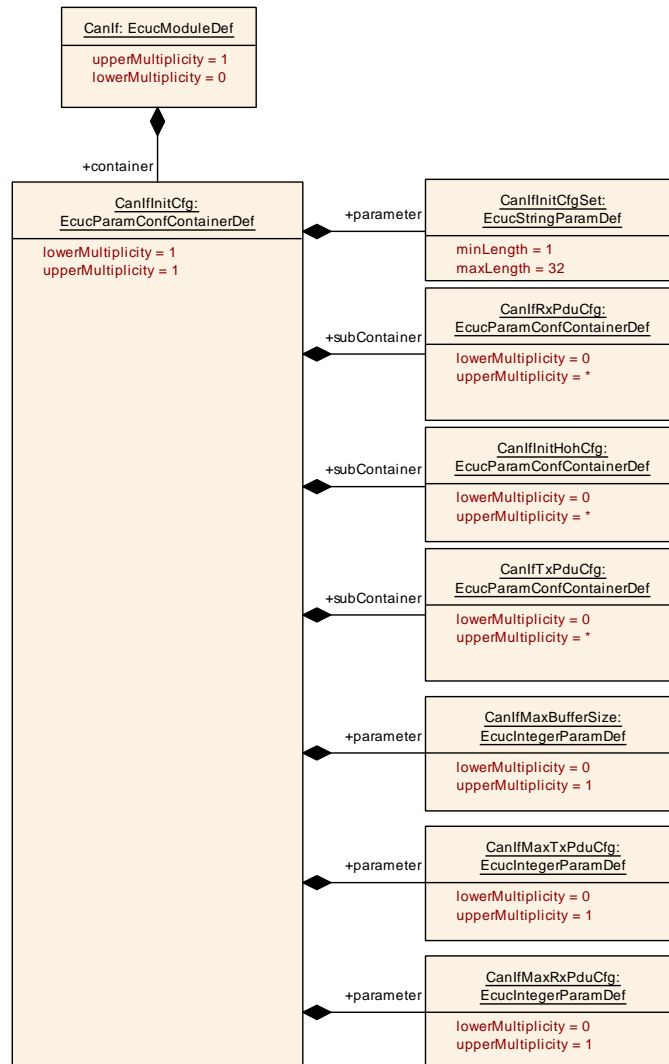 CanIf: EcucModuleDef
upperMultiplicity = 1
lowerMultiplicity = 0
+container
CanIfInitCfg:
EcucParamConfContainerDef
lowerMultiplicity = 1
upperMultiplicity = 1
+parameter
CanIfInitCfgSet:
EcucStringParamDef
minLength = 1
maxLength = 32
+subContainer
CanIfRxPduCfg:
EcucParamConfContainerDef
lowerMultiplicity = 0
upperMultiplicity = *
+subContainer
CanIfInitHohCfg:
EcucParamConfContainerDef
lowerMultiplicity = 0
upperMultiplicity = *
+subContainer
CanIfTxPduCfg:
EcucParamConfContainerDef
lowerMultiplicity = 0
upperMultiplicity = *
+parameter
CanIfMaxBufferSize:
EcucIntegerParamDef
lowerMultiplicity = 0
upperMultiplicity = 1
+parameter
CanIfMaxTxPduCfg:
EcucIntegerParamDef
lowerMultiplicity = 0
upperMultiplicity = 1
+parameter
CanIfMaxRxPduCfg:
EcucIntegerParamDef
lowerMultiplicity = 0
upperMultiplicity = 1